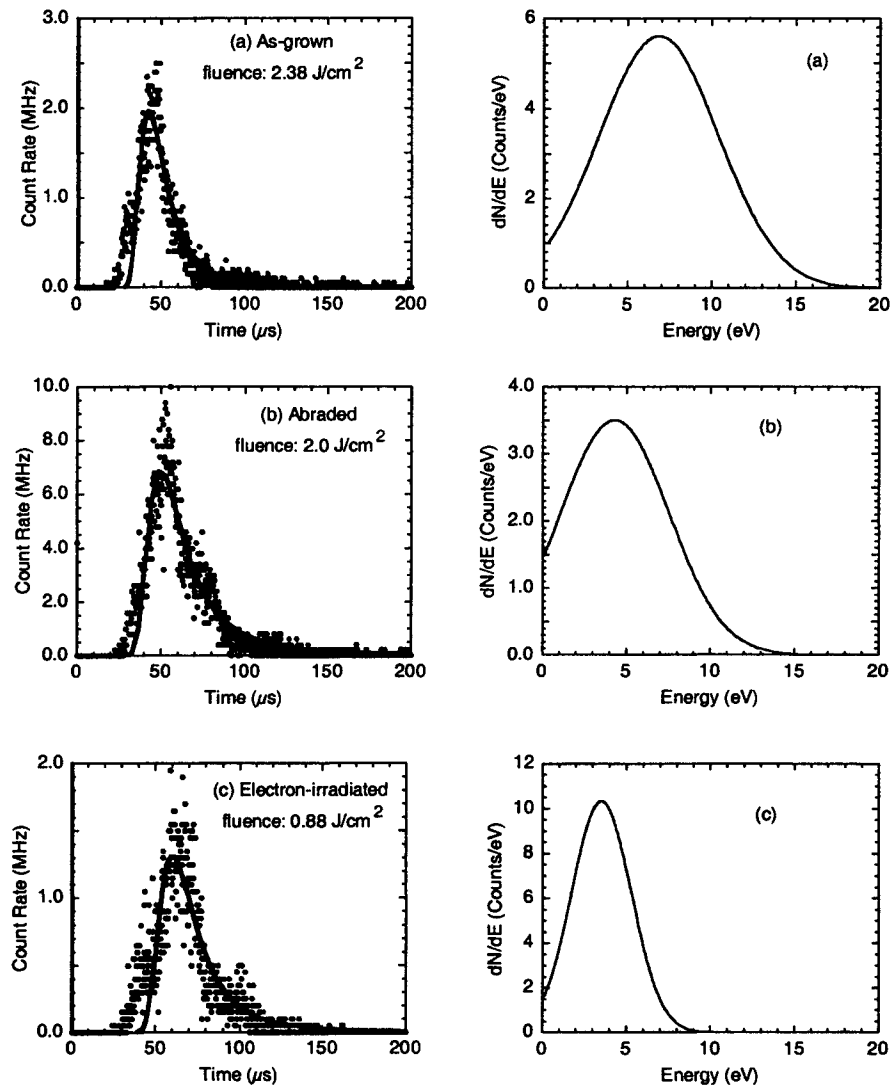 3.0
(a) As-grown
fluence: 2.38 J/cm²
2.0
1.0
0.0
Count Rate (MHz)
0 50 100 150 200
Time (µs)
6
(a)
4
2
0
dN/dE (Counts/eV)
0 5 10 15 20
Energy (eV)
10.0
(b) Abraded
fluence: 2.0 J/cm²
8.0
6.0
4.0
2.0
0.0
Count Rate (MHz)
0 50 100 150 200
Time (µs)
4.0
(b)
3.0
2.0
1.0
0.0
dN/dE (Counts/eV)
0 5 10 15 20
Energy (eV)
2.0
(c) Electron-irradiated
fluence: 0.88 J/cm²
1.0
0.0
Count Rate (MHz)
0 50 100 150 200
Time (µs)
12
10
(c)
8
6
4
2
0
dN/dE (Counts/eV)
0 5 10 15 20
Energy (eV)